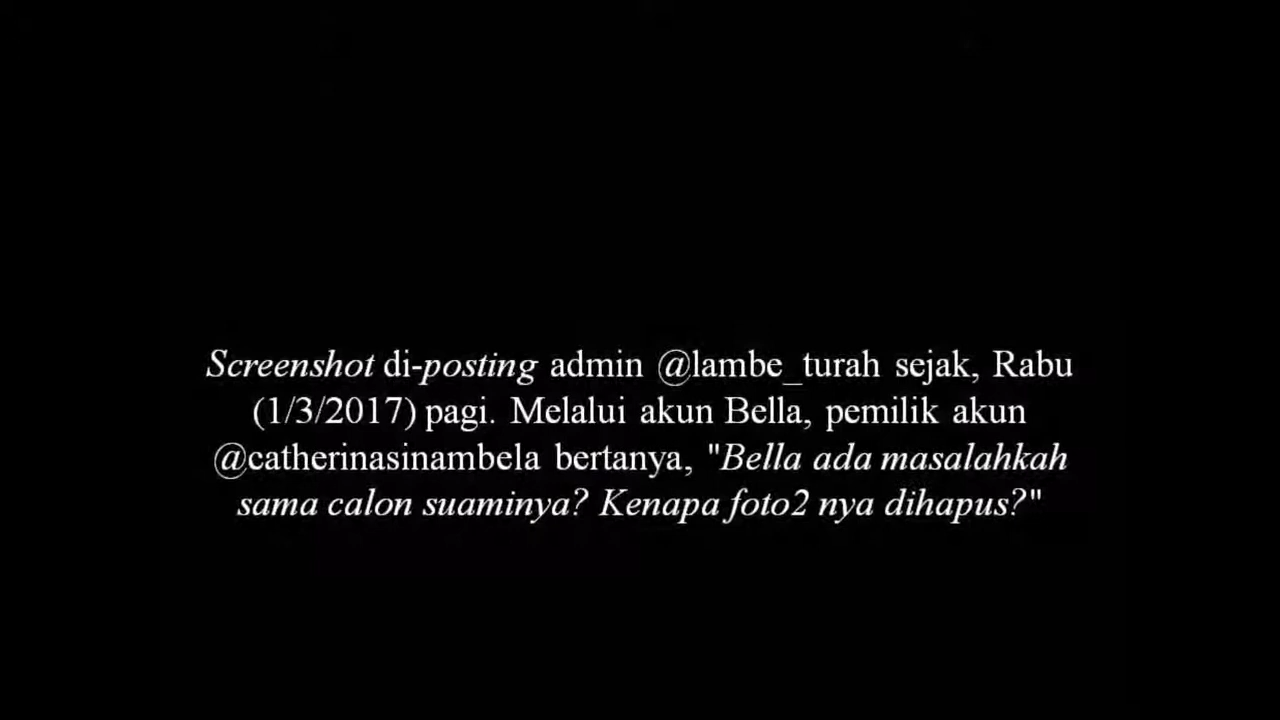 Screenshot di-posting admin @lambe_turah sejak, Rabu
(1/3/2017) pagi. Melalui akun Bella, pemilik akun
@catherinasinambela bertanya, "Bella ada masalahkah
sama calon suaminya? Kenapa foto2 nya dihapus?"